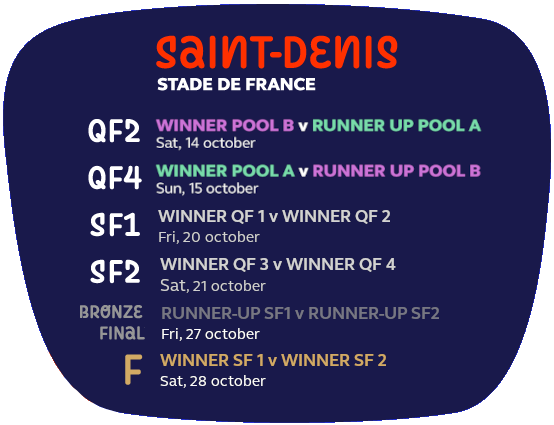 SAINT-DENIS
STADE DE FRANCE
QF2 WINNER POOL B v RUNNER UP POOL A
Sat, 14 october
QF4 WINNER POOL A v RUNNER UP POOL B
Sun, 15 october
SF1 WINNER QF 1 v WINNER QF 2
Fri, 20 october
SF2 WINNER QF 3 v WINNER QF 4
Sat, 21 october
BRONZE RUNNER-UP SF1 v RUNNER-UP SF2
FINAL Fri, 27 october
F WINNER SF 1 v WINNER SF 2
Sat, 28 october